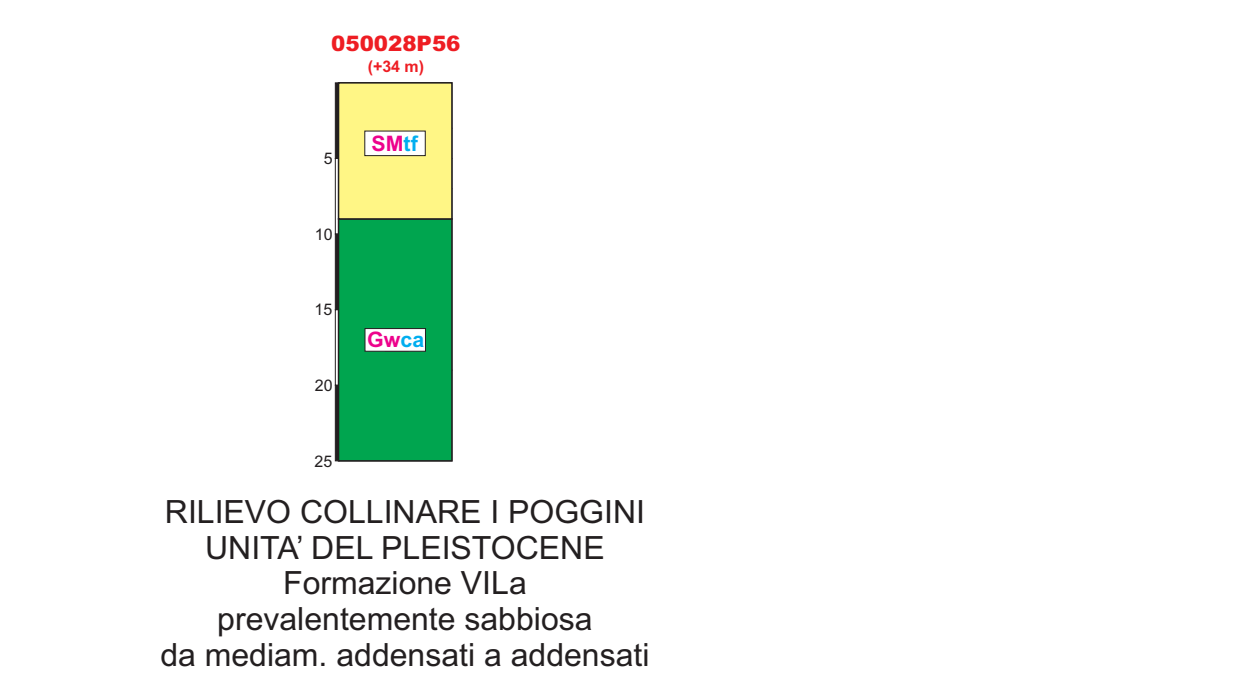 050028P56
(+34 m)
SMtf
5
10
15
Gwca
20
25
RILIEVO COLLINARE I POGGINI
UNITA’ DEL PLEISTOCENE
Formazione VILa
prevalentemente sabbiosa
da mediam. addensati a addensati